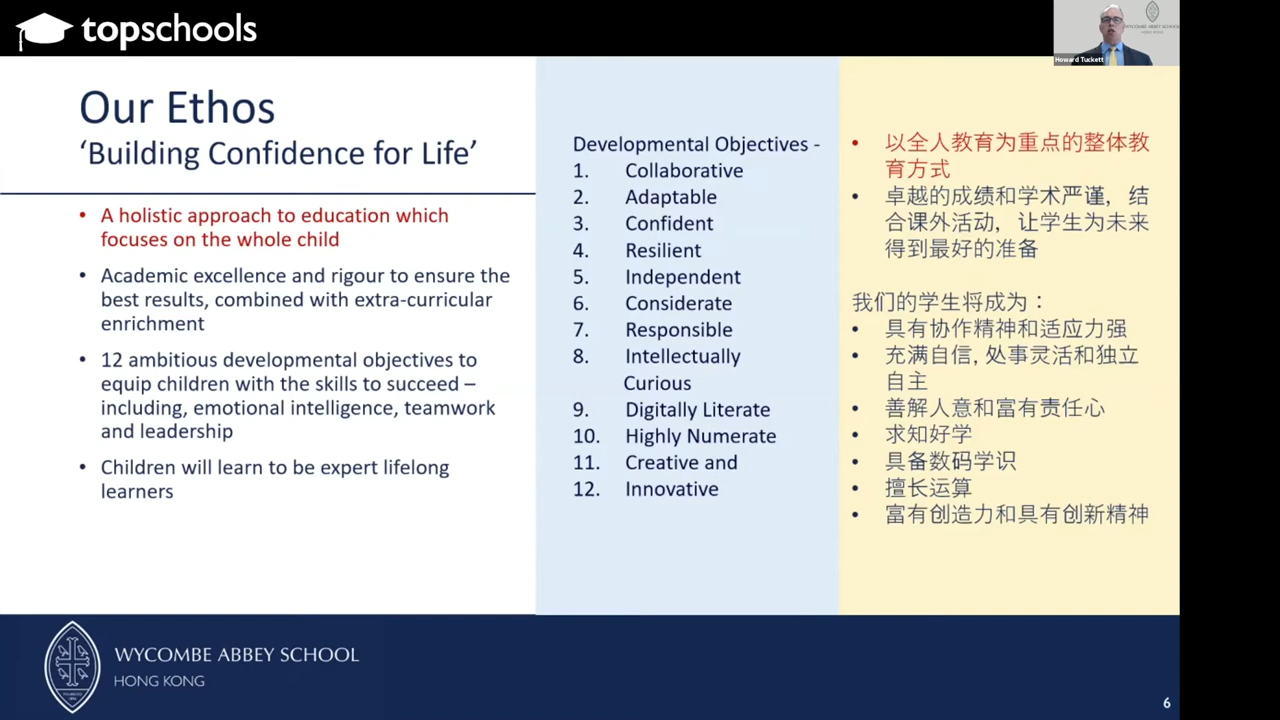 topschools
WYCOMBE ABBEY SCHOOL
HONG KONG
Howard Tuckett
Our Ethos
‘Building Confidence for Life’
• A holistic approach to education which
focuses on the whole child
• Academic excellence and rigour to ensure the
best results, combined with extra-curricular
enrichment
• 12 ambitious developmental objectives to
equip children with the skills to succeed –
including, emotional intelligence, teamwork
and leadership
• Children will learn to be expert lifelong
learners
Developmental Objectives -
1. Collaborative
2. Adaptable
3. Confident
4. Resilient
5. Independent
6. Considerate
7. Responsible
8. Intellectually
Curious
9. Digitally Literate
10. Highly Numerate
11. Creative and
12. Innovative
• 以全人教育为重点的整体教
育方式
• 卓越的成绩和学术严谨，结
合课外活动，让学生为未来
得到最好的准备
我们的学生将成为：
• 具有协作精神和适应力强
• 充满自信, 处事灵活和独立
自主
• 善解人意和富有责任心
• 求知好学
• 具备数码学识
• 擅长运算
• 富有创造力和具有创新精神
WYCOMBE ABBEY SCHOOL
HONG KONG
6